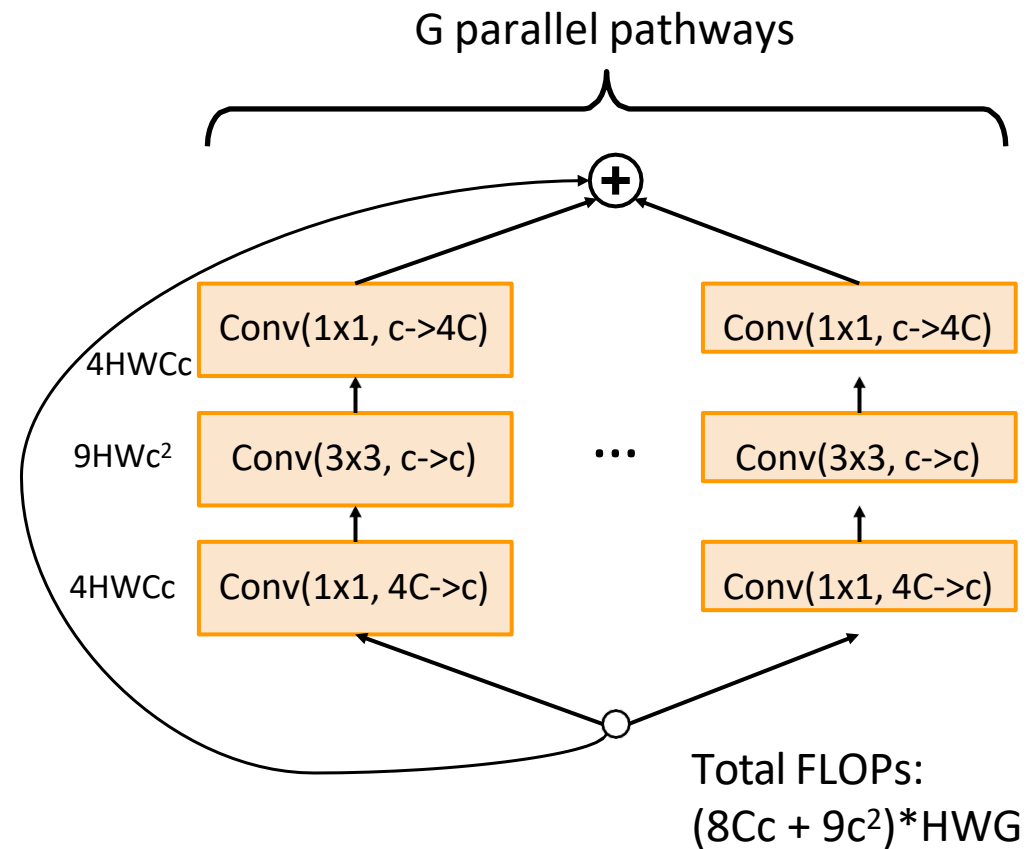 G parallel pathways
+
Conv(1x1, c->4C)
Conv(1x1, c->4C)
4HWCc
9HWc²
Conv(3x3, c->c)
...
Conv(3x3, c->c)
4HWCc
Conv(1x1, 4C->c)
Conv(1x1, 4C->c)
Total FLOPs:
(8Cc + 9c²)*HWG